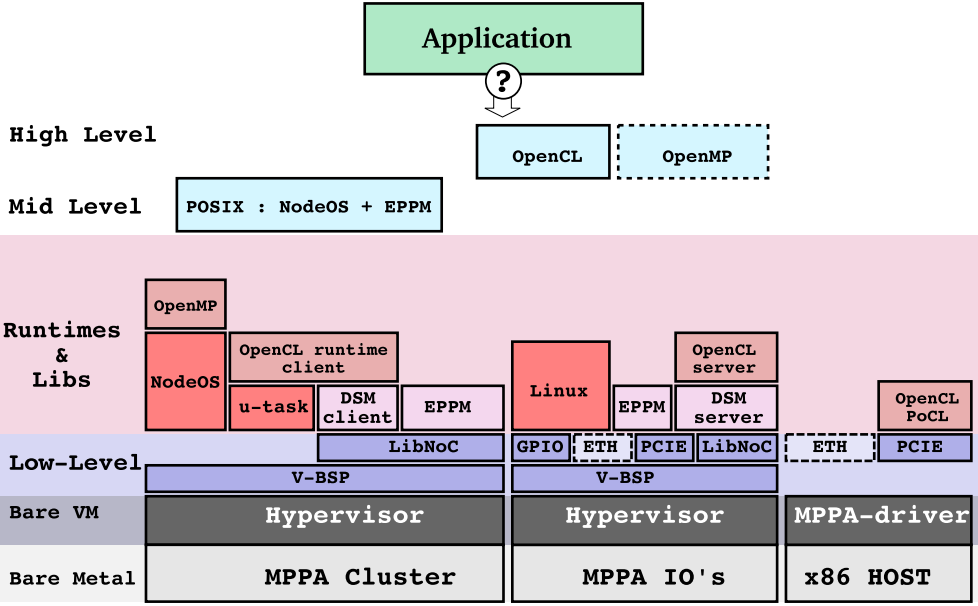 Application
?
High Level
OpenCL
OpenMP
Mid Level
POSIX : NodeOS + EPPM
Runtimes
&
Libs
OpenMP
NodeOS
OpenCL runtime
client
u-task
DSM
client
EPPM
Linux
EPPM
OpenCL
server
DSM
server
OpenCL
PoCL
Low-Level
LibNoC
GPIO
ETH
PCIE
LibNoC
ETH
PCIE
V-BSP
V-BSP
Bare VM
Hypervisor
Hypervisor
MPPA-driver
Bare Metal
MPPA Cluster
MPPA IO's
x86 HOST